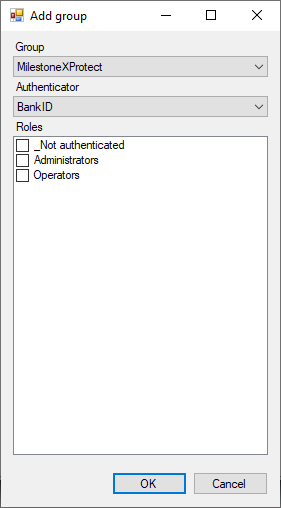 Add group
Group
MilestoneXProtect
Authenticator
BankID
Roles
_Not authenticated
Administrators
Operators
OK
Cancel